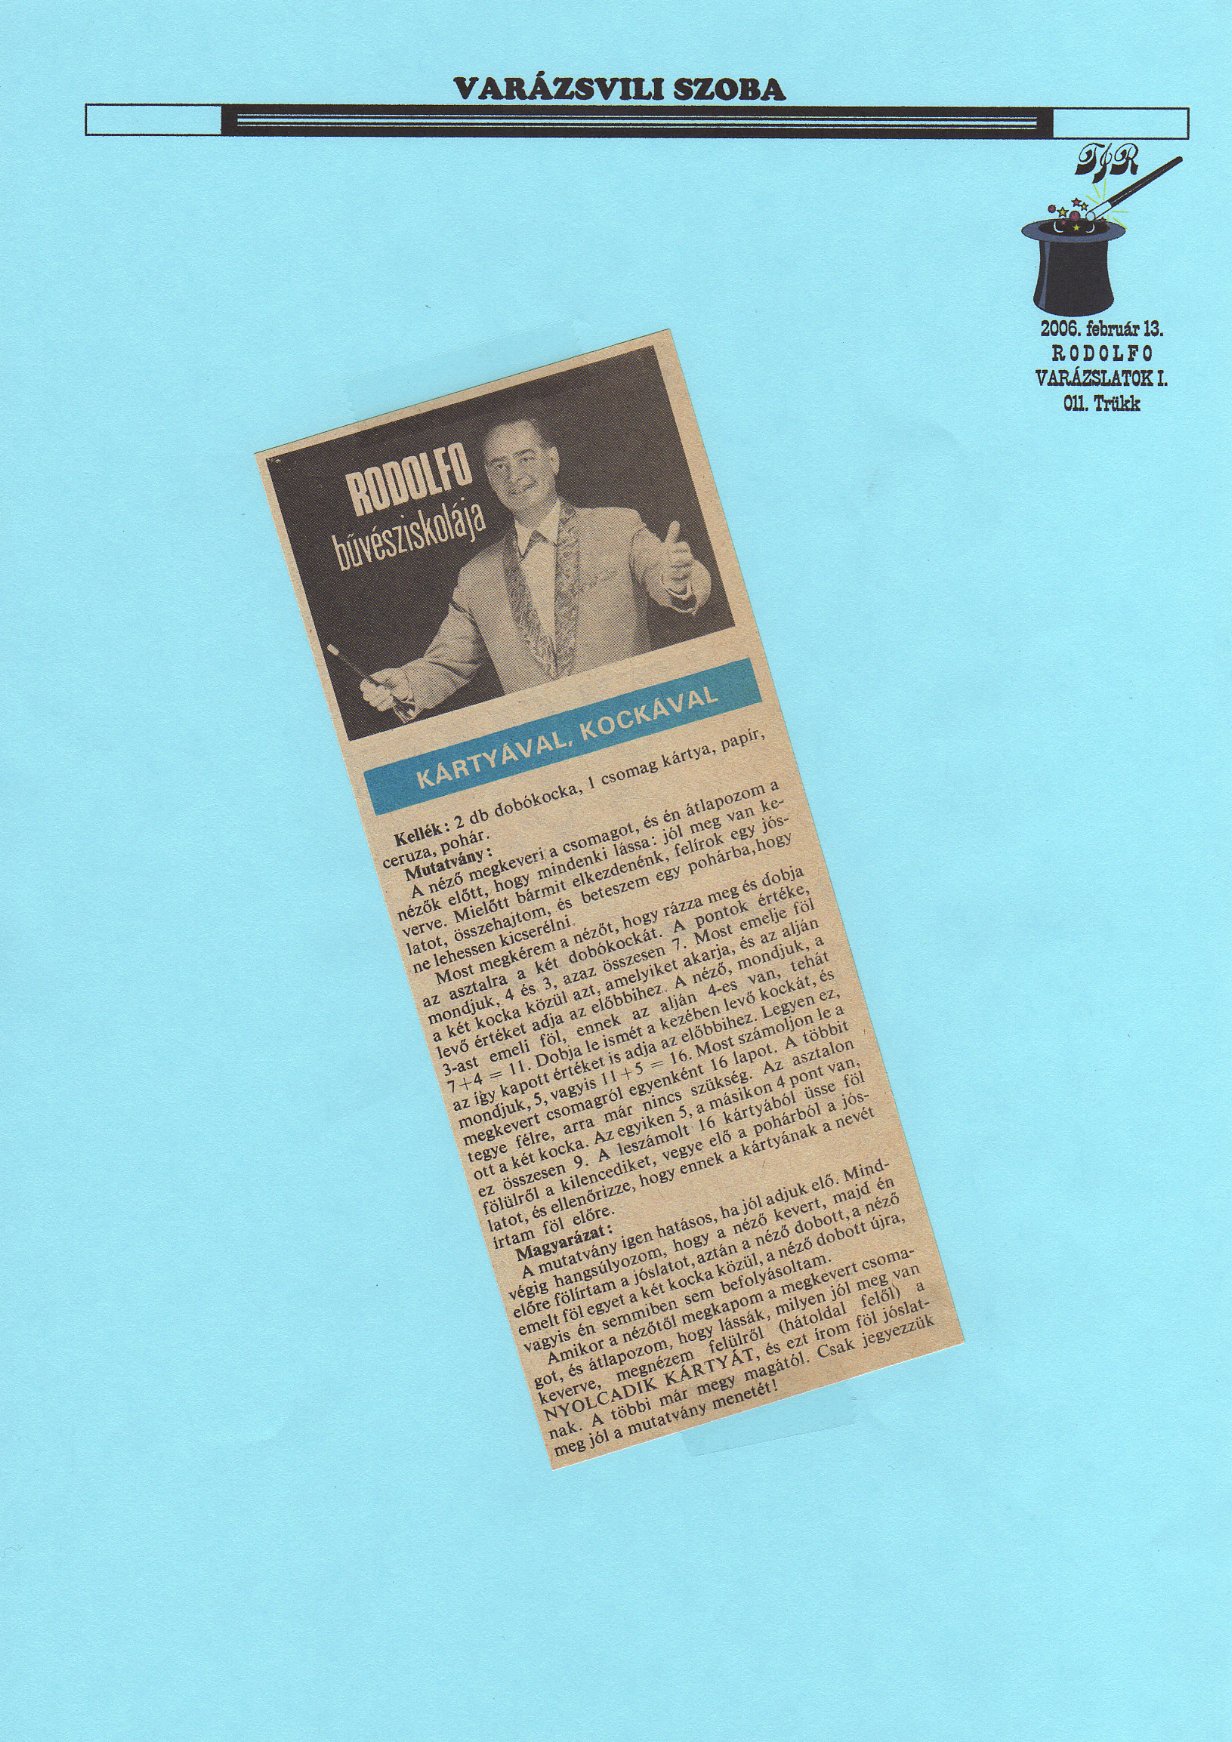 VARÁZSVILI SZOBA
TJR
2006. február 13.
RODOLFO
VARÁZSLATOK I.
011. Trükk
RODOLFO
bűvésziskolája
KÁRTYÁVAL, KOCKÁVAL
Kellék: 2 db dobókocka, 1 csomag kártya, papír,
ceruza, pohár.
Mutatvány:
A néző megkeveri a csomagot, és én átlapozom a
nézők előtt, hogy mindenki lássa: jól meg van ke-
verve. Mielőtt bármit elkezdenénk, felírok egy jós-
latot, összehajtom, és beteszem egy pohárba, hogy
ne lehessen kicserélni.
Most megkérem a nézőt, hogy rázza meg és dobja
az asztalra a két dobókockát. A pontok értéke,
mondjuk, 4 és 3, azaz összesen 7. Most emelje föl
a két kocka közül azt, amelyiket akarja, és az alján
levő értéket adja az előbbihez. A néző, mondjuk, a
3-ast emeli föl, ennek az alján 4-es van, tehát
7+4 = 11. Dobja le ismét a kezében levő kockát, és
az így kapott értéket is adja az előbbihez. Legyen ez,
mondjuk, 5, vagyis 11+5 = 16. Most számoljon le a
megkevert csomagról egyenként 16 lapot. A többit
tegye félre, arra már nincs szükség. Az asztalon
ott a két kocka. Az egyiken 5, a másikon 4 pont van,
ez összesen 9. A leszámolt 16 kártyából üsse föl
fölülről a kilencediket, vegye elő a pohárból a jós-
latot, és ellenőrizze, hogy ennek a kártyának a nevét
írtam föl előre.
Magyarázat:
A mutatvány igen hatásos, ha jól adjuk elő. Mind-
végig hangsúlyozom, hogy a néző kevert, majd én
előre fölírtam a jóslatot, aztán a néző dobott, a néző
emelt föl egyet a két kocka közül, a néző dobott újra,
vagyis én semmiben sem befolyásoltam.
Amikor a nézőtől megkapom a megkevert csoma-
got, és átlapozom, hogy lássák, milyen jól meg van
keverve, megnézem felülről (hátoldal felől) a
NYOLCADIK KÁRTYÁT, és ezt írom föl jóslat-
nak. A többi már megy magától. Csak jegyezzük
meg jól a mutatvány menetét!